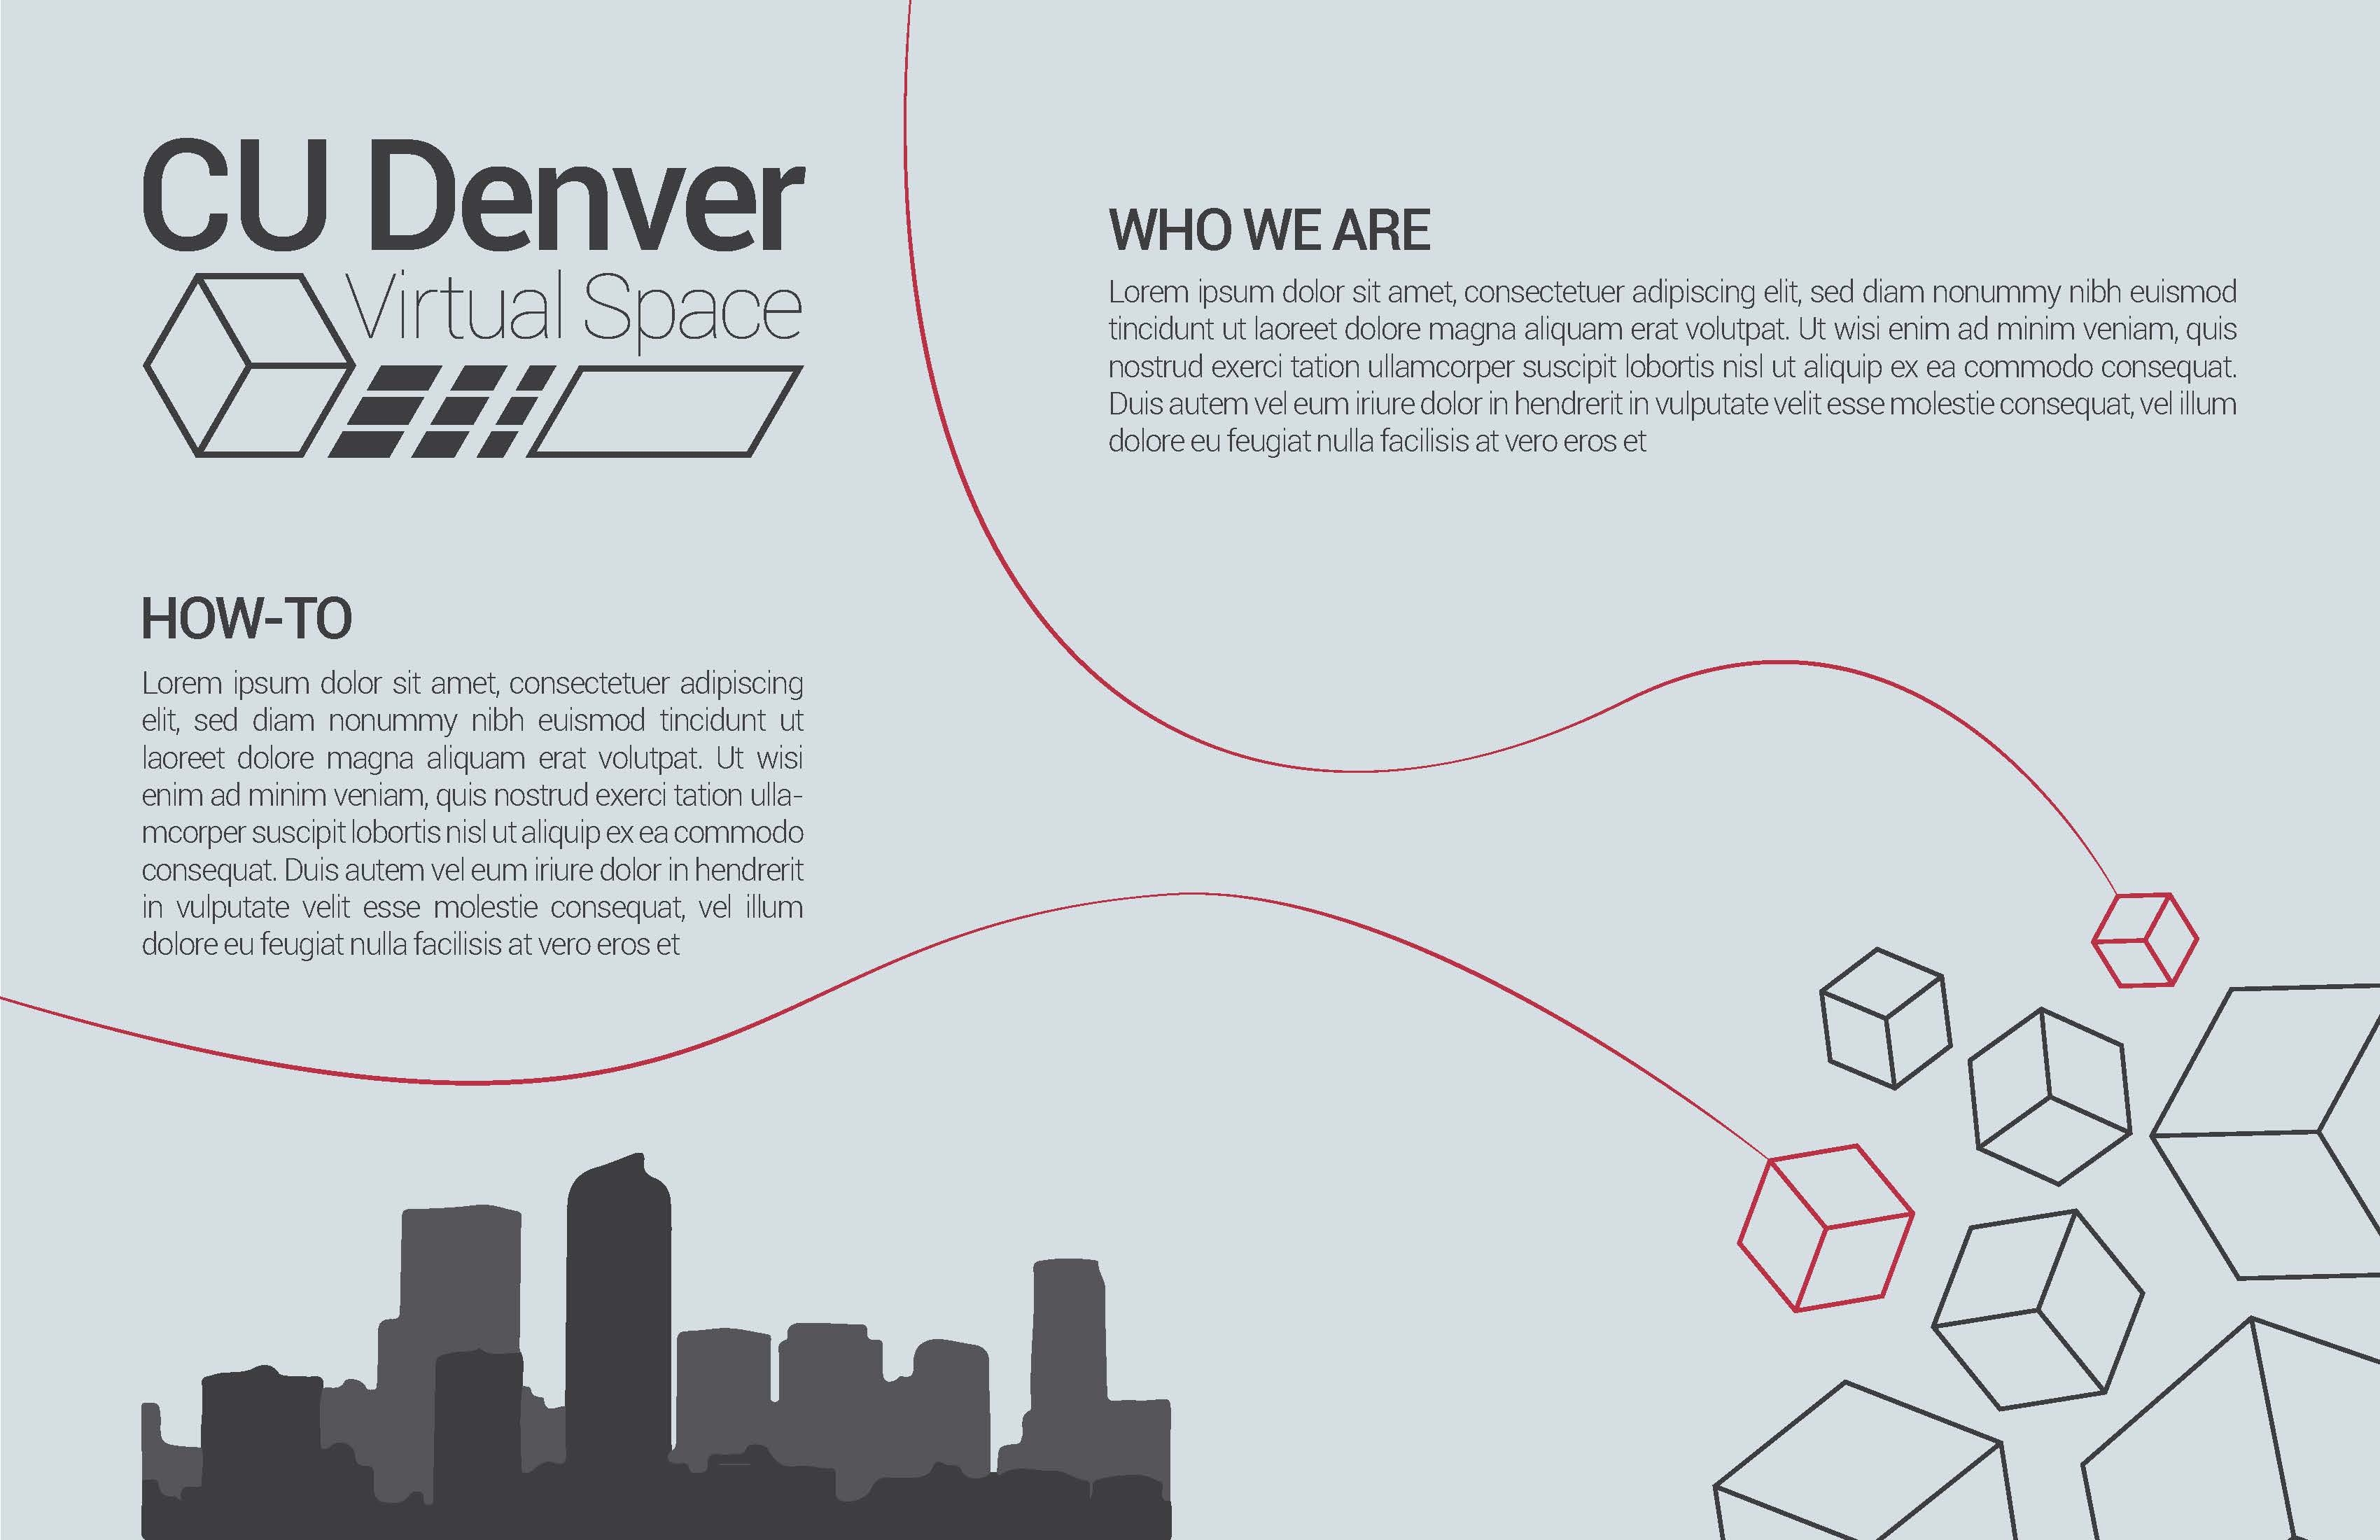 CU Denver
Virtual Space
WHO WE ARE
Lorem ipsum dolor sit amet, consectetuer adipiscing elit, sed diam nonummy nibh euismod
tincidunt ut laoreet dolore magna aliquam erat volutpat. Ut wisi enim ad minim veniam, quis
nostrud exerci tation ullamcorper suscipit lobortis nisl ut aliquip ex ea commodo consequat.
Duis autem vel eum iriure dolor in hendrerit in vulputate velit esse molestie consequat, vel illum
dolore eu feugiat nulla facilisis at vero eros et
HOW-TO
Lorem ipsum dolor sit amet, consectetuer adipiscing
elit, sed diam nonummy nibh euismod tincidunt ut
laoreet dolore magna aliquam erat volutpat. Ut wisi
enim ad minim veniam, quis nostrud exerci tation ulla-
mcorper suscipit lobortis nisl ut aliquip ex ea commodo
consequat. Duis autem vel eum iriure dolor in hendrerit
in vulputate velit esse molestie consequat, vel illum
dolore eu feugiat nulla facilisis at vero eros et